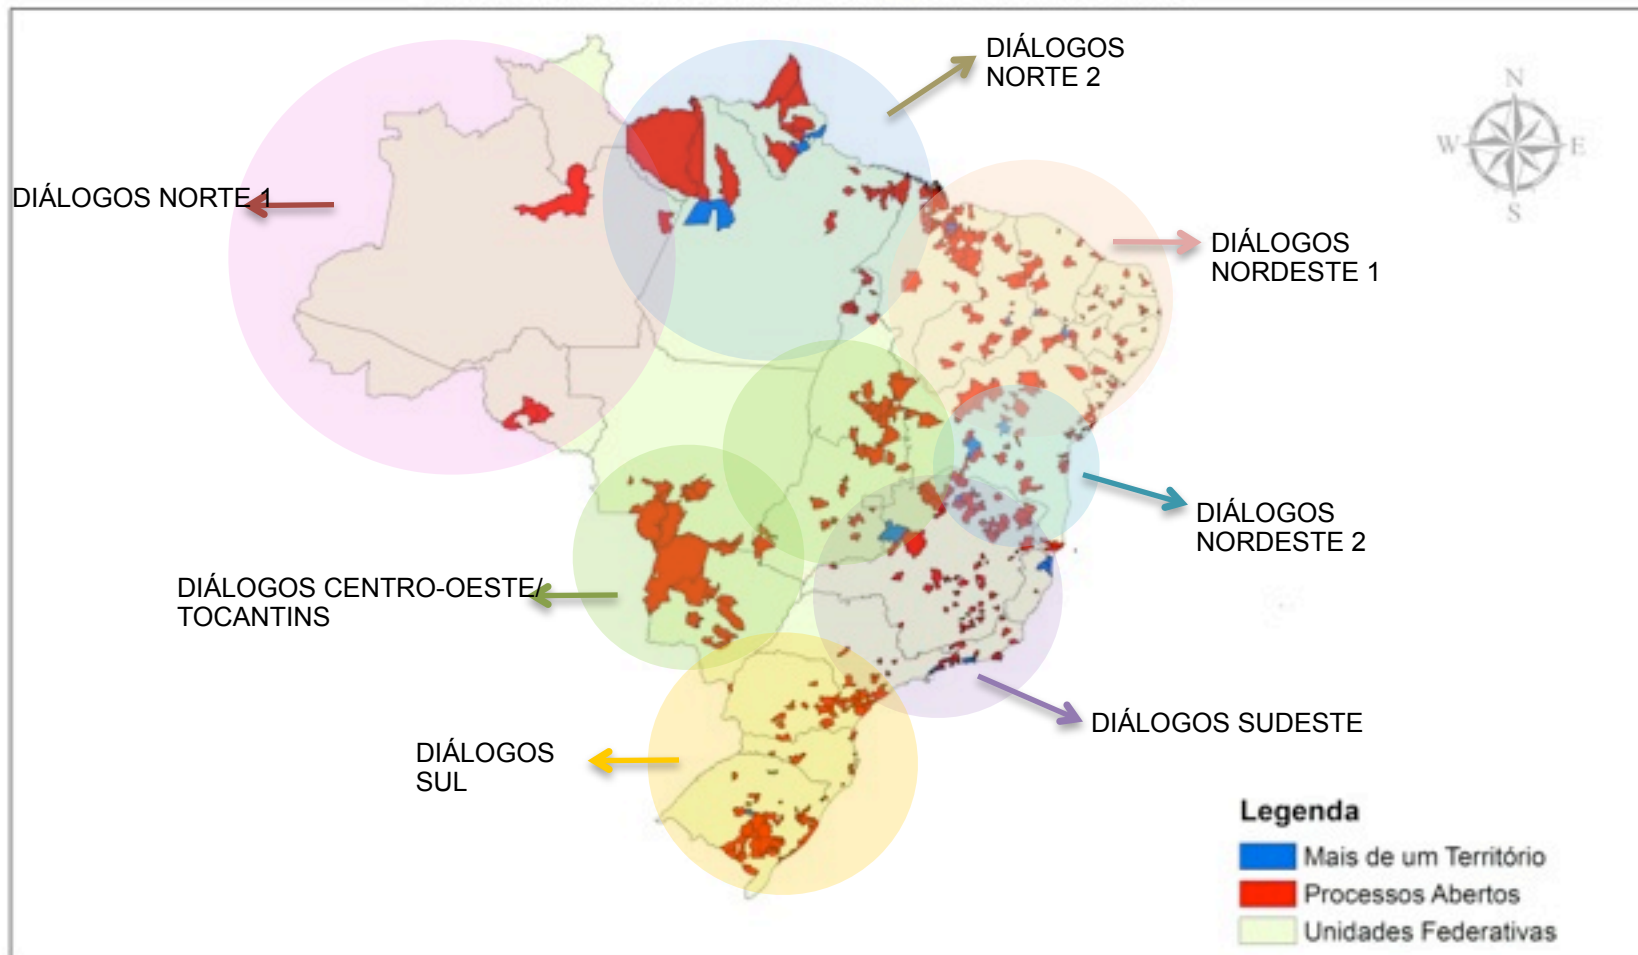 DIÁLOGOS
NORTE 2
N
W
E
S
DIÁLOGOS NORTE 1
DIÁLOGOS
NORDESTE 1
DIÁLOGOS
NORDESTE 2
DIÁLOGOS CENTRO-OESTE/
TOCANTINS
DIÁLOGOS SUDESTE
DIÁLOGOS
SUL
Legenda
Mais de um Território
Processos Abertos
Unidades Federativas